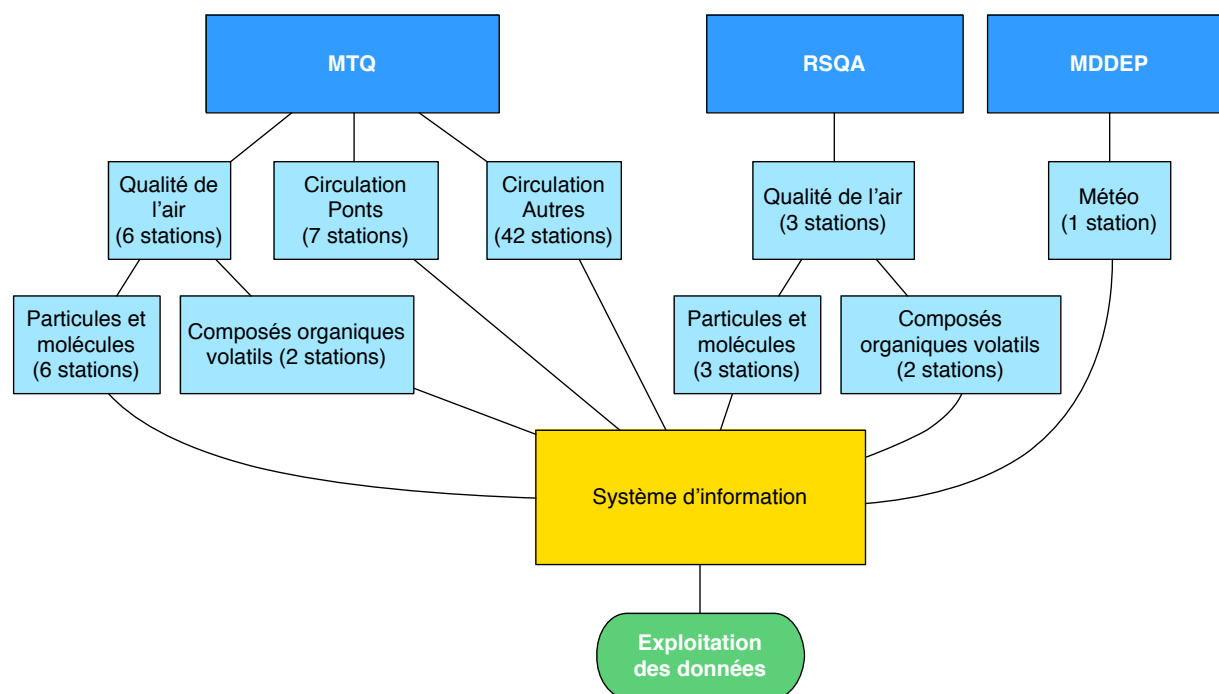 MTQ
RSQA
MDDEP
Qualité de
l’air
(6 stations)
Circulation
Ponts
(7 stations)
Circulation
Autres
(42 stations)
Qualité de l’air
(3 stations)
Météo
(1 station)
Particules et
molécules
(6 stations)
Composés organiques
volatils (2 stations)
Particules et
molécules
(3 stations)
Composés
organiques volatils
(2 stations)
Système d’information
Exploitation
des données